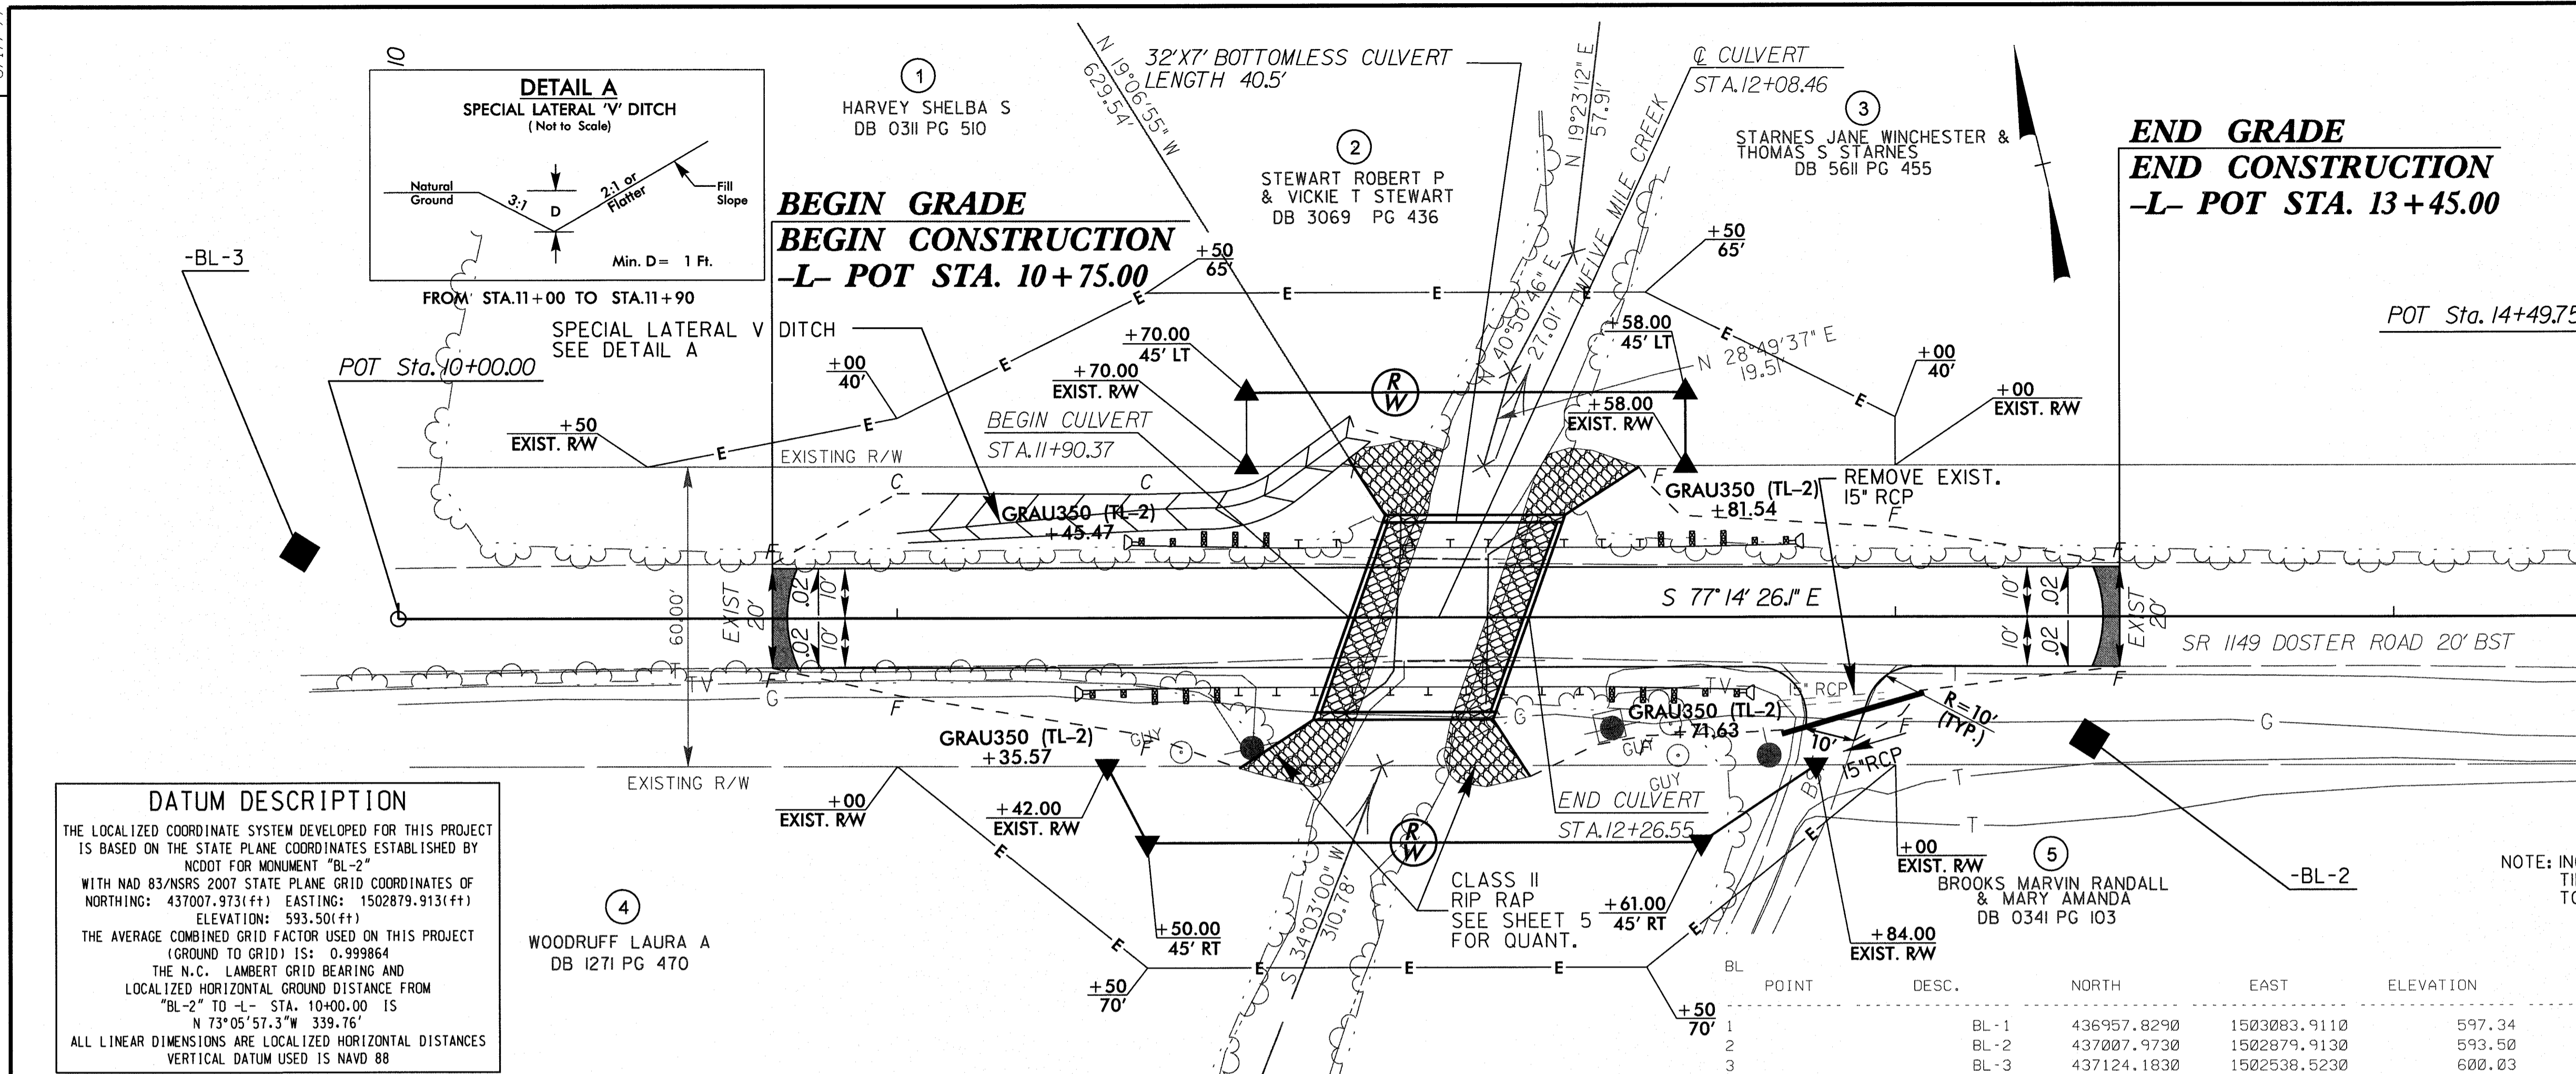 10
DETAIL A
SPECIAL LATERAL 'V' DITCH
( Not to Scale)
Natural
Ground
3:1
D
2:1 or
Flatter
Fill
Slope
Min. D= 1 Ft.
FROM STA.11+00 TO STA.11+90
1
HARVEY SHELBA S
DB 0311 PG 510
N 19°06'55" W
629.54'
32'X7' BOTTOMLESS CULVERT
LENGTH 40.5'
2
STEWART ROBERT P
& VICKIE T STEWART
DB 3069 PG 436
N 19°23'12" E
57.91'
℄ CULVERT
STA.12+08.46
TWELVE MILE CREEK
3
STARNES JANE WINCHESTER &
THOMAS S STARNES
DB 5611 PG 455
END GRADE
END CONSTRUCTION
-L- POT STA. 13+45.00
BEGIN GRADE
BEGIN CONSTRUCTION
-L- POT STA. 10+75.00
-BL-3
+50
65'
+50
65'
E E E E
POT Sta. 14+49.75
SPECIAL LATERAL V DITCH
SEE DETAIL A
POT Sta. 10+00.00
+00
40'
+70.00
45' LT
+70.00
EXIST. R/W
N 40°50'46" E
27.01'
+58.00
45' LT
N 28°49'37" E
19.51'
+58.00
EXIST. R/W
+00
40'
+00
EXIST. R/W
+50
EXIST. R/W
E E E E E
R
W
BEGIN CULVERT
STA.11+90.37
EXISTING R/W
C C
GRAU350 (TL-2)
+45.47
F
GRAU350 (TL-2)
+81.54
F
REMOVE EXIST.
15" RCP
60.00'
F
EXIST
20'
.02 10'
.02 10'
F
S 77° 14' 26.1" E
10' .02
10' .02
F
EXIST
20'
F
SR 1149 DOSTER ROAD 20' BST
T
TV
G
F
GRAU350 (TL-2)
+35.57
GUY
F
G
TV
GRAU350 (TL-2)
+71.63
GUY
GUY
15" RCP
T
R=10'
(TYP.)
10'
F
15"RCP
G
T
T
EXISTING R/W
+00
EXIST. R/W
+42.00
EXIST. R/W
END CULVERT
STA.12+26.55
R
W
+00
EXIST. R/W
E E E E E E E
5
BROOKS MARVIN RANDALL
& MARY AMANDA
DB 0341 PG 103
-BL-2
DATUM DESCRIPTION
THE LOCALIZED COORDINATE SYSTEM DEVELOPED FOR THIS PROJECT
IS BASED ON THE STATE PLANE COORDINATES ESTABLISHED BY
NCDOT FOR MONUMENT "BL-2"
WITH NAD 83/NSRS 2007 STATE PLANE GRID COORDINATES OF
NORTHING: 437007.973(ft) EASTING: 1502879.913(ft)
ELEVATION: 593.50(ft)
THE AVERAGE COMBINED GRID FACTOR USED ON THIS PROJECT
(GROUND TO GRID) IS: 0.999864
THE N.C. LAMBERT GRID BEARING AND
LOCALIZED HORIZONTAL GROUND DISTANCE FROM
"BL-2" TO -L- STA. 10+00.00 IS
N 73°05'57.3"W 339.76'
ALL LINEAR DIMENSIONS ARE LOCALIZED HORIZONTAL DISTANCES
VERTICAL DATUM USED IS NAVD 88
4
WOODRUFF LAURA A
DB 1271 PG 470
+50.00
45' RT
+50
70'
S 34°03'00" W
310.78'
CLASS II
RIP RAP
SEE SHEET 5
FOR QUANT.
+61.00
45' RT
+84.00
EXIST. R/W
+50
70'
NOTE:
BL
POINT DESC. NORTH EAST ELEVATION
1 BL-1 436957.8290 1503083.9110 597.34
2 BL-2 437007.9730 1502879.9130 593.50
3 BL-3 437124.1830 1502538.5230 600.03